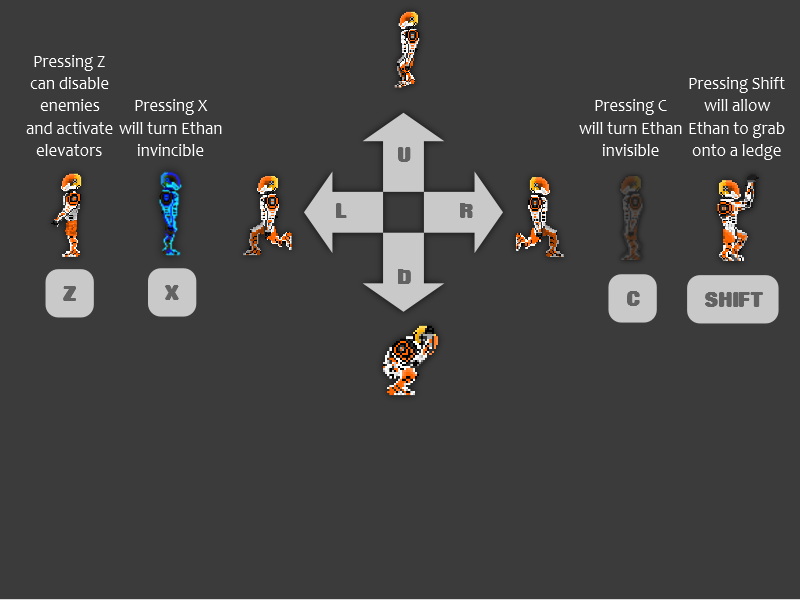 Pressing Z
can disable
enemies
and activate
elevators
Pressing X
will turn Ethan
invincible
Pressing C
will turn Ethan
invisible
Pressing Shift
will allow
Ethan to grab
onto a ledge
U
L
R
D
Z
X
C
SHIFT